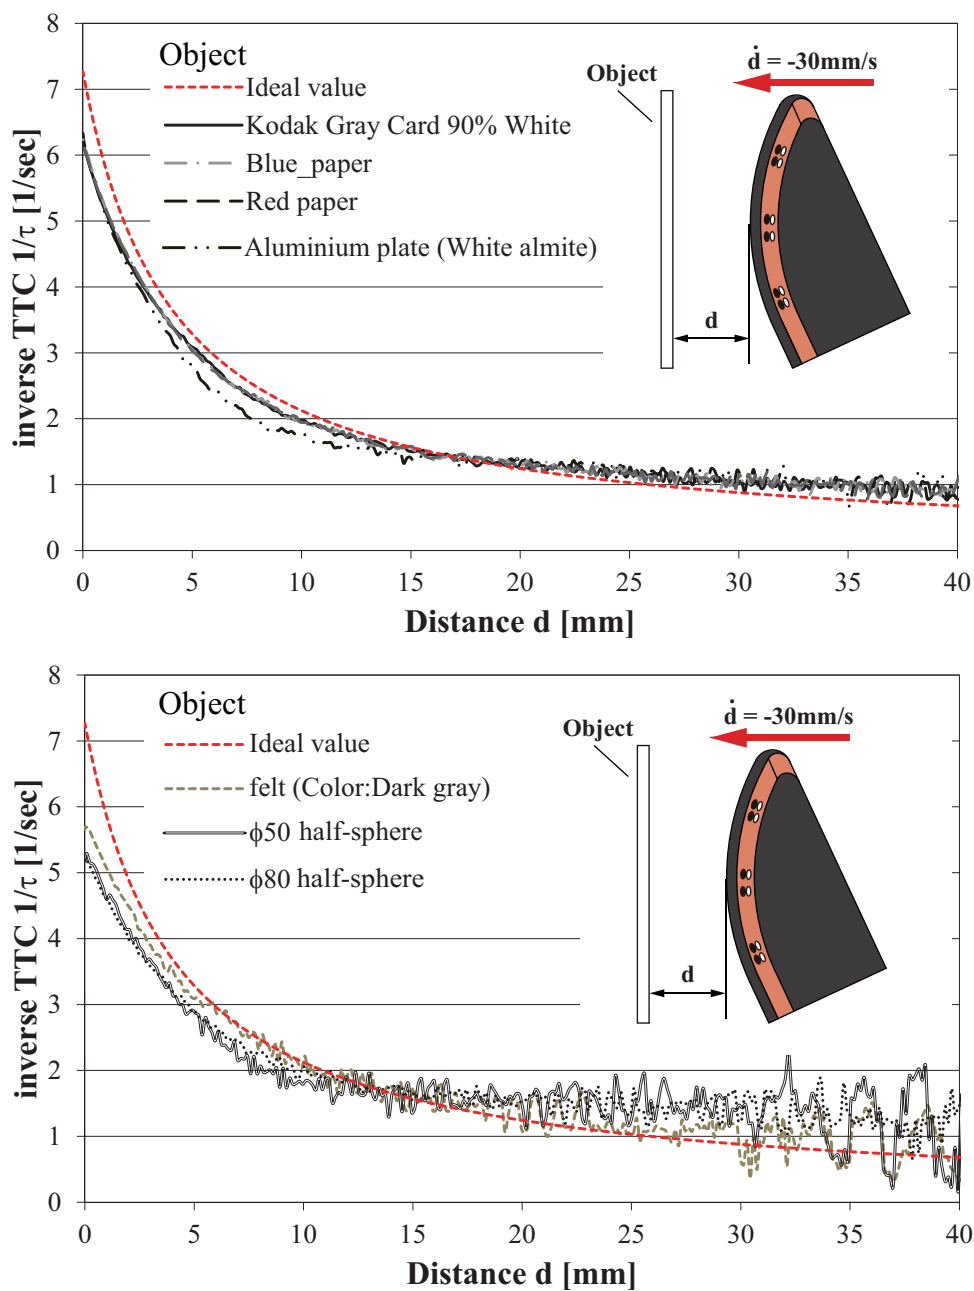 8
7
6
5
4
3
2
1
0
inverse TTC 1/τ [1/sec]
Object
Ideal value
Kodak Gray Card 90% White
Blue_paper
Red paper
Aluminium plate (White almite)
ḋ = -30mm/s
Object
d
0 5 10 15 20 25 30 35 40
Distance d [mm]
8
7
6
5
4
3
2
1
0
inverse TTC 1/τ [1/sec]
Object
Ideal value
felt (Color:Dark gray)
ϕ50 half-sphere
ϕ80 half-sphere
ḋ = -30mm/s
Object
d
0 5 10 15 20 25 30 35 40
Distance d [mm]